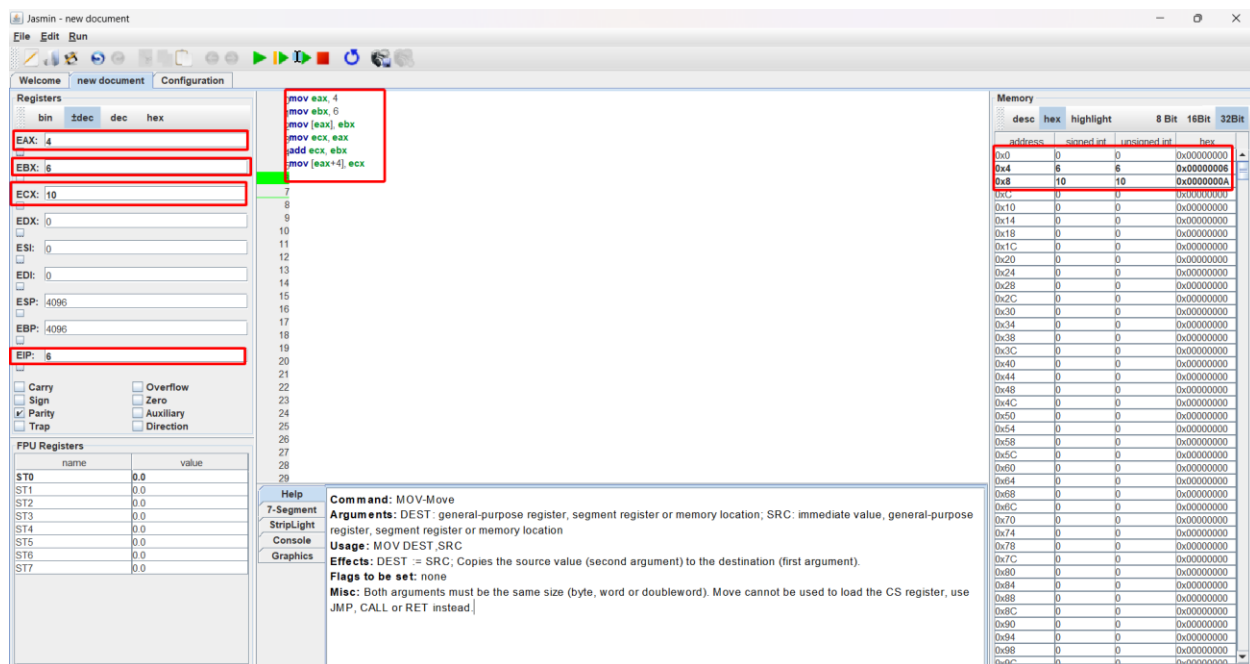 Jasmin - new document
File Edit Run
Welcome new document Configuration
Registers
bin ±dec dec hex
EAX: 4
EBX: 6
ECX: 10
EDX: 0
ESI: 0
EDI: 0
ESP: 4096
EBP: 4096
EIP: 6
Carry Overflow
Sign Zero
Parity Auxiliary
Trap Direction
FPU Registers
name value
ST0 0.0
ST1 0.0
ST2 0.0
ST3 0.0
ST4 0.0
ST5 0.0
ST6 0.0
ST7 0.0
mov eax, 4
mov ebx, 6
mov [eax], ebx
mov ecx, eax
add ecx, ebx
mov [eax+4], ecx
7
8
9
10
11
12
13
14
15
16
17
18
19
20
21
22
23
24
25
26
27
28
29
Help
7-Segment
StripLight
Console
Graphics
Command: MOV-Move
Arguments: DEST: general-purpose register, segment register or memory location; SRC: immediate value, general-purpose
register, segment register or memory location
Usage: MOV DEST,SRC
Effects: DEST := SRC; Copies the source value (second argument) to the destination (first argument).
Flags to be set: none
Misc: Both arguments must be the same size (byte, word or doubleword). Move cannot be used to load the CS register, use
JMP, CALL or RET instead.
Memory
desc hex highlight 8 Bit 16Bit 32Bit
address signed int unsigned int hex
0x0 0 0 0x00000000
0x4 6 6 0x00000006
0x8 10 10 0x0000000A
0xC 0 0 0x00000000
0x10 0 0 0x00000000
0x14 0 0 0x00000000
0x18 0 0 0x00000000
0x1C 0 0 0x00000000
0x20 0 0 0x00000000
0x24 0 0 0x00000000
0x28 0 0 0x00000000
0x2C 0 0 0x00000000
0x30 0 0 0x00000000
0x34 0 0 0x00000000
0x38 0 0 0x00000000
0x3C 0 0 0x00000000
0x40 0 0 0x00000000
0x44 0 0 0x00000000
0x48 0 0 0x00000000
0x4C 0 0 0x00000000
0x50 0 0 0x00000000
0x54 0 0 0x00000000
0x58 0 0 0x00000000
0x5C 0 0 0x00000000
0x60 0 0 0x00000000
0x64 0 0 0x00000000
0x68 0 0 0x00000000
0x6C 0 0 0x00000000
0x70 0 0 0x00000000
0x74 0 0 0x00000000
0x78 0 0 0x00000000
0x7C 0 0 0x00000000
0x80 0 0 0x00000000
0x84 0 0 0x00000000
0x88 0 0 0x00000000
0x8C 0 0 0x00000000
0x90 0 0 0x00000000
0x94 0 0 0x00000000
0x98 0 0 0x00000000
0x9C 0 0 0x00000000